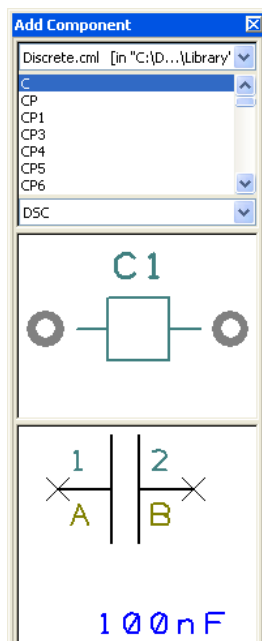 Add Component
Discrete.cml [in "C:\D...\Library'
C
CP
CP1
CP3
CP4
CP5
CP6
DSC
C1
1 2
A B
100nF